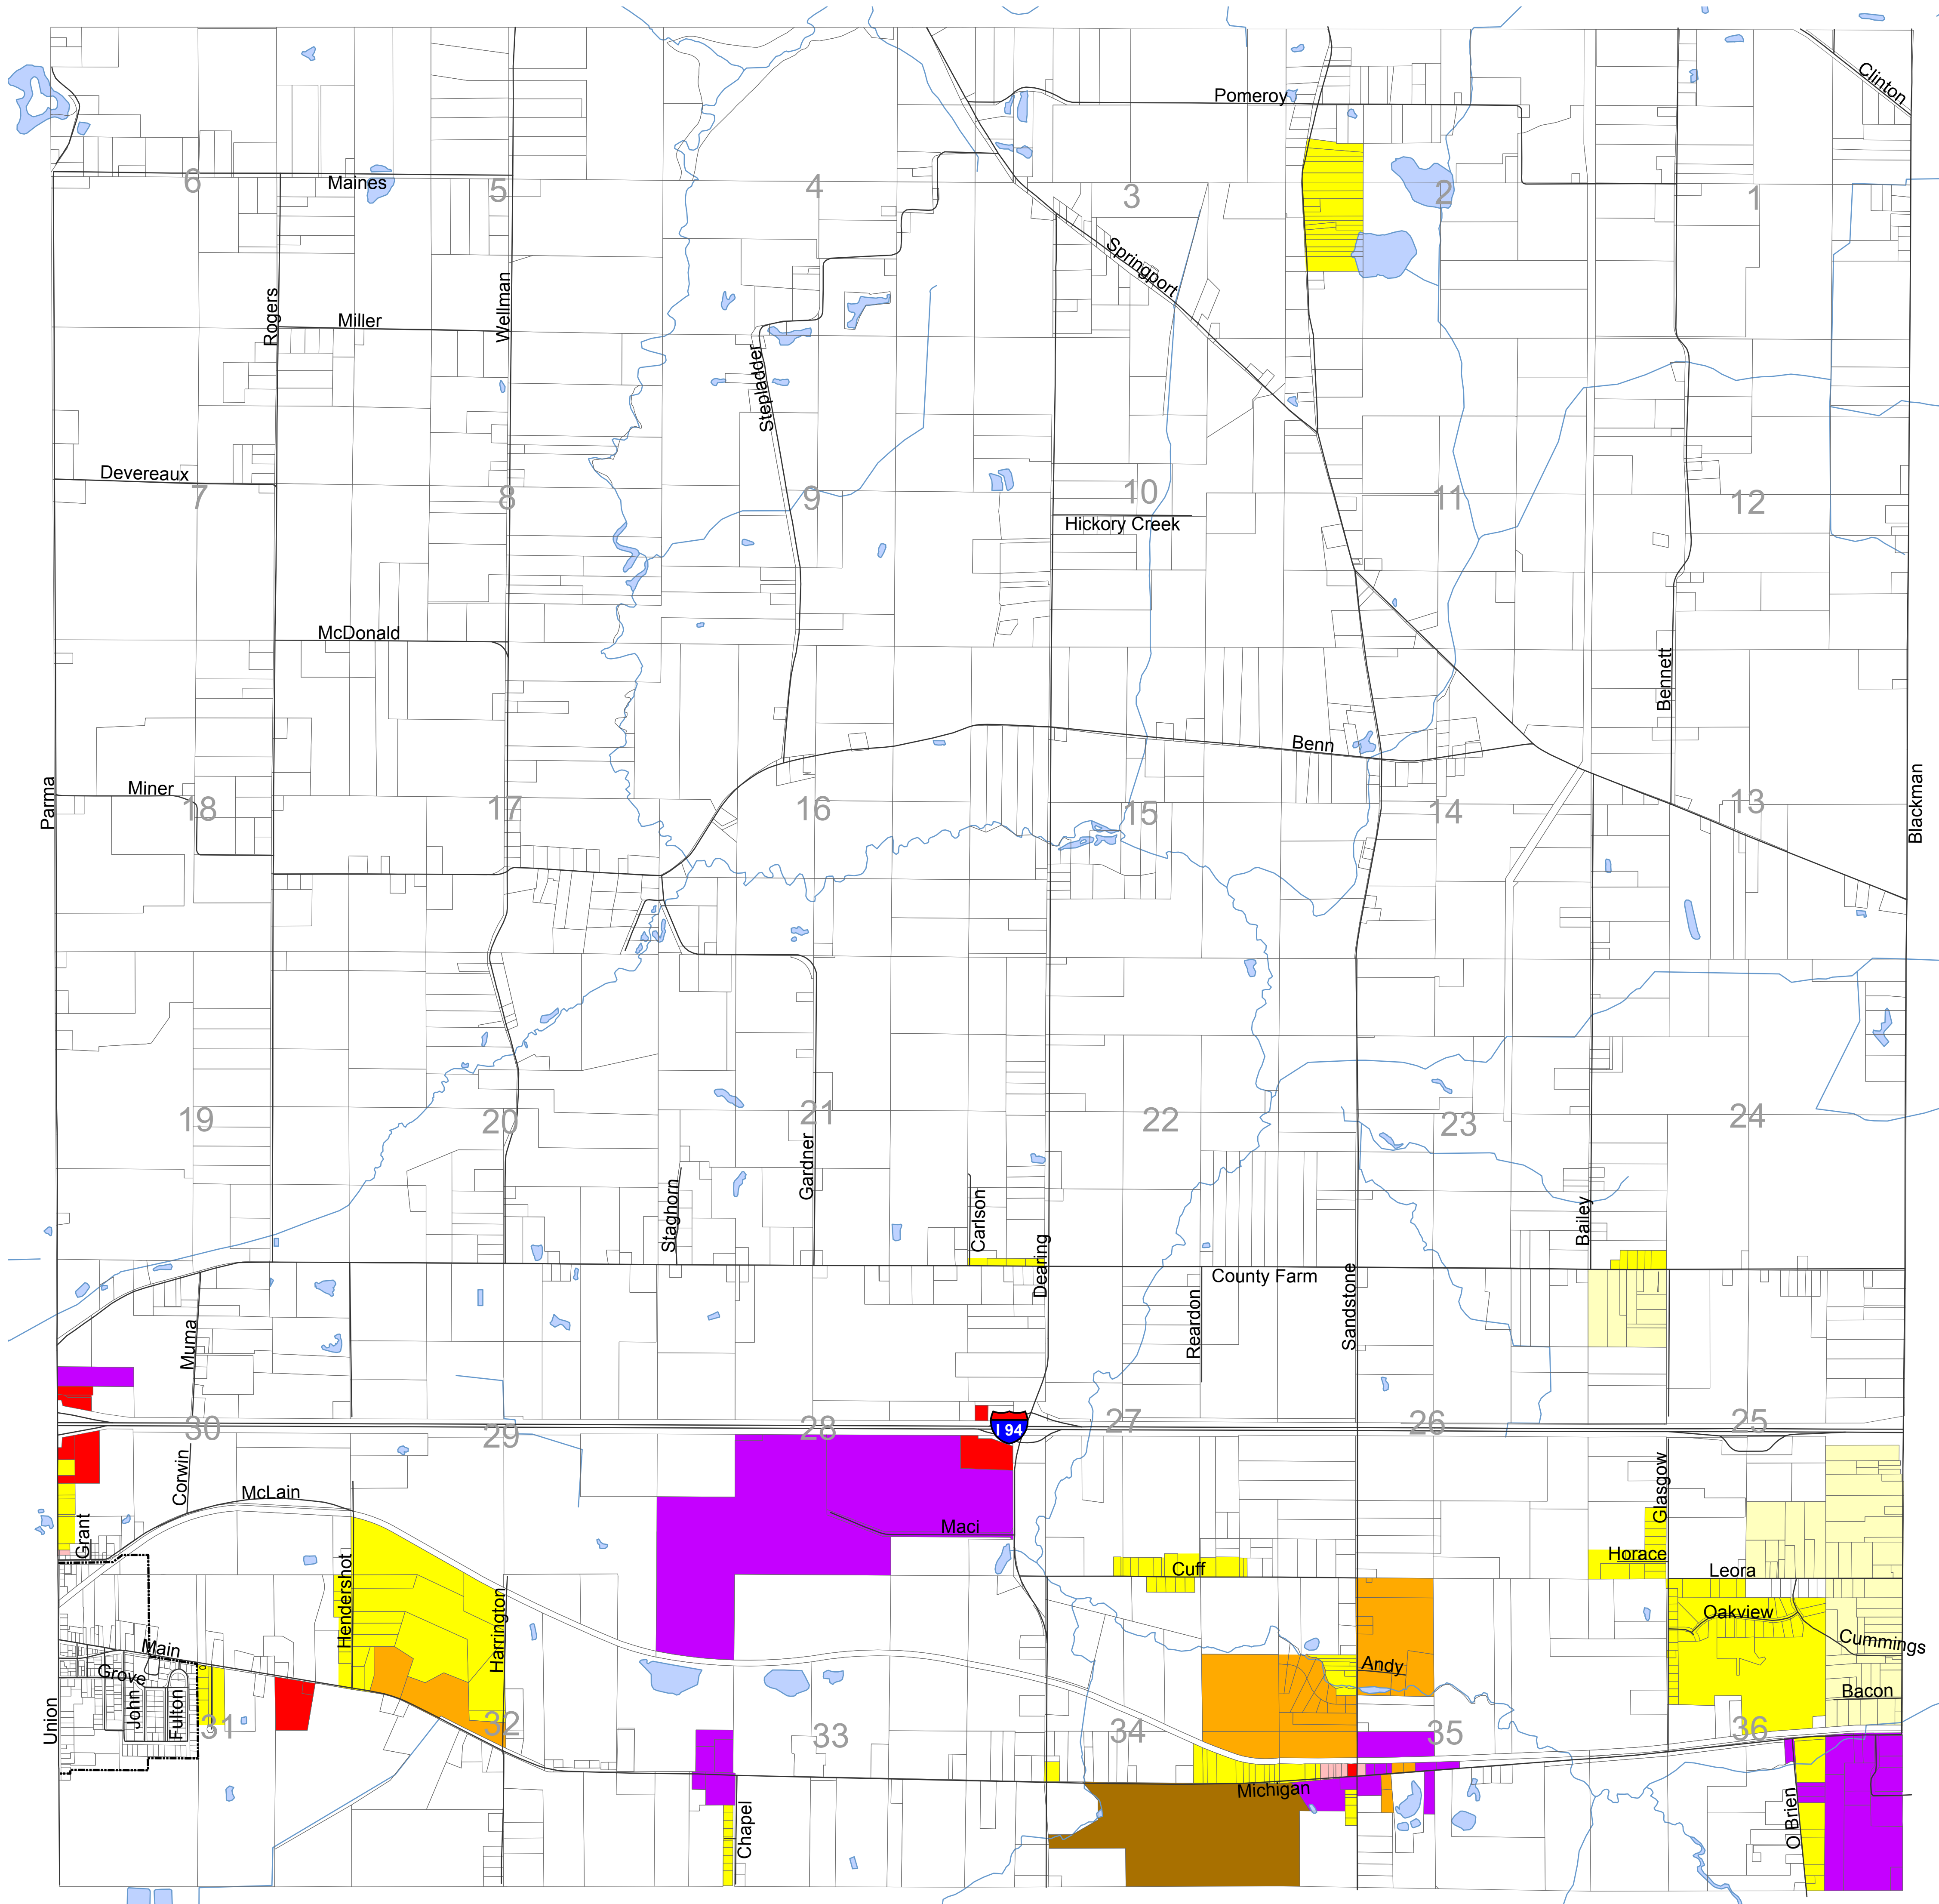 Clinton
Pomeroy
6
Maines
5
4
3
2
1
Springport
Rogers
Miller
Wellman
Stepladder
Devereaux
7
8
9
10
11
12
Hickory Creek
McDonald
Bennett
Benn
Parma
Miner
18
17
16
15
14
13
Blackman
19
20
21
22
23
24
Gardner
Staghorn
Carlson
Dearing
Bailey
County Farm
Sandstone
Reardon
Muma
30
29
28
I 94
27
26
25
Corwin
McLain
Grant
Maci
Glasgow
Hendershot
Harrington
Cuff
Horace
Leora
Oakview
Cummings
Main
Grove
John
Fulton
Andy
Bacon
Union
31
32
33
34
35
36
Michigan
Chapel
O'Brien